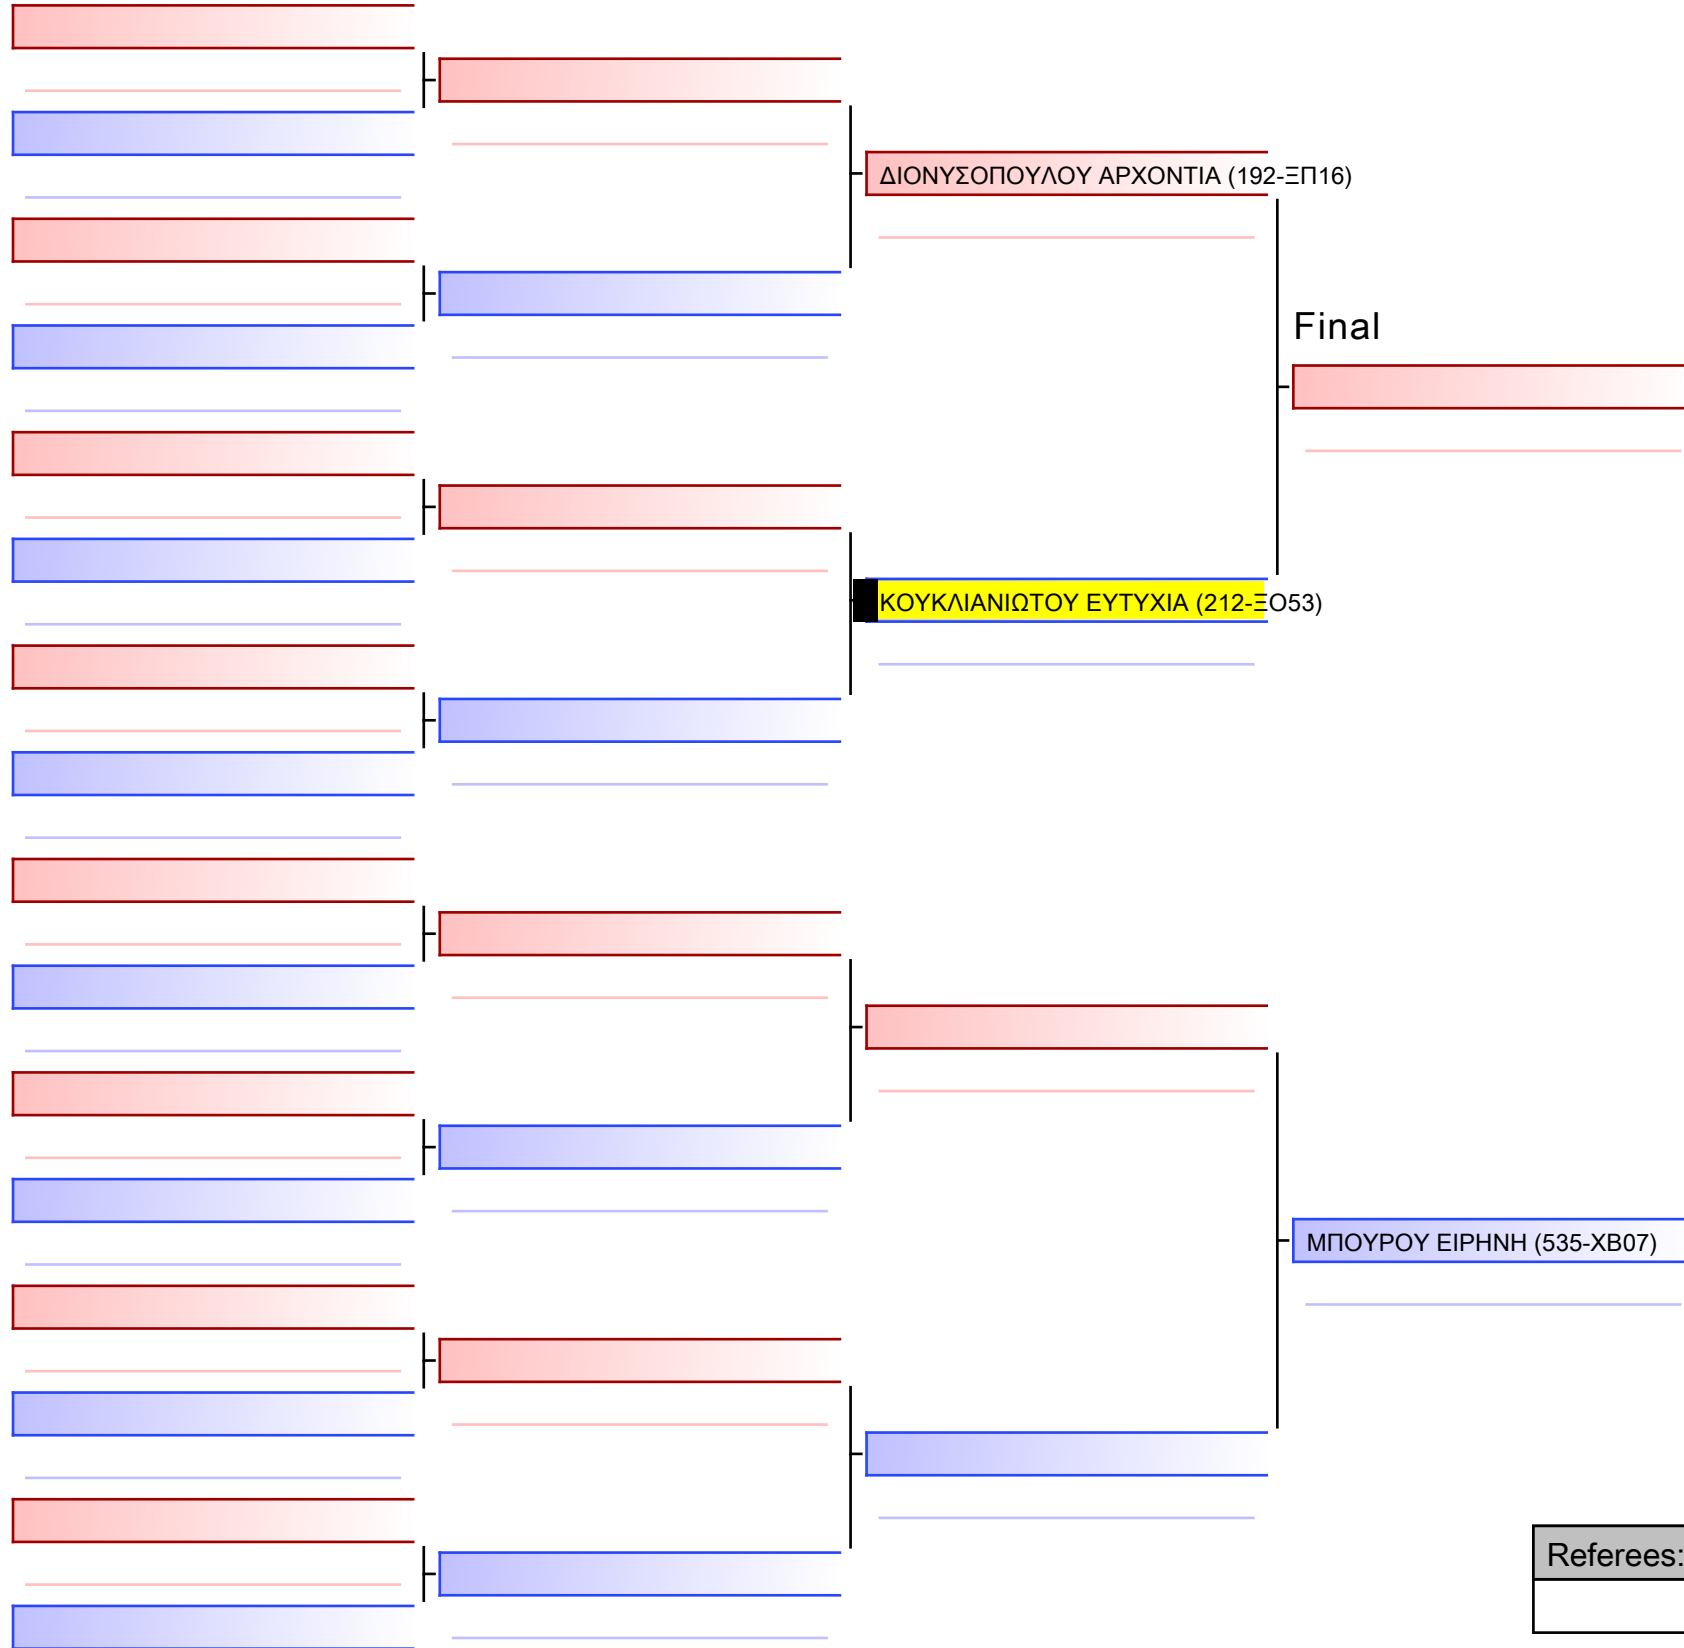 ΔΙΟΝΥΣΟΠΟΥΛΟΥ ΑΡΧΟΝΤΙΑ (192-ΞΠ16)
Final
ΚΟΥΚΛΙΑΝΙΩΤΟΥ ΕΥΤΥΧΙΑ (212-ΞΟ53)
ΜΠΟΥΡΟΥ ΕΙΡΗΝΗ (535-ΧΒ07)
Referees: